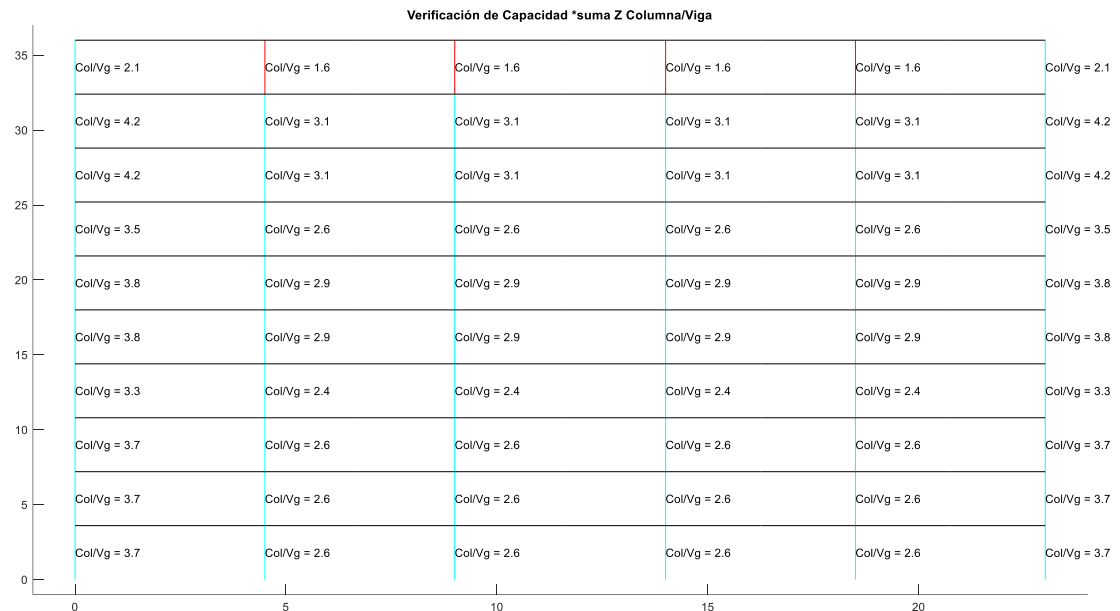 Verificación de Capacidad *suma Z Columna/Viga
35
Col/Vg = 2.1 Col/Vg = 1.6 Col/Vg = 1.6 Col/Vg = 1.6 Col/Vg = 1.6 Col/Vg = 2.1
Col/Vg = 4.2 Col/Vg = 3.1 Col/Vg = 3.1 Col/Vg = 3.1 Col/Vg = 3.1 Col/Vg = 4.2
30
Col/Vg = 4.2 Col/Vg = 3.1 Col/Vg = 3.1 Col/Vg = 3.1 Col/Vg = 3.1 Col/Vg = 4.2
25
Col/Vg = 3.5 Col/Vg = 2.6 Col/Vg = 2.6 Col/Vg = 2.6 Col/Vg = 2.6 Col/Vg = 3.5
20
Col/Vg = 3.8 Col/Vg = 2.9 Col/Vg = 2.9 Col/Vg = 2.9 Col/Vg = 2.9 Col/Vg = 3.8
Col/Vg = 3.8 Col/Vg = 2.9 Col/Vg = 2.9 Col/Vg = 2.9 Col/Vg = 2.9 Col/Vg = 3.8
15
Col/Vg = 3.3 Col/Vg = 2.4 Col/Vg = 2.4 Col/Vg = 2.4 Col/Vg = 2.4 Col/Vg = 3.3
10
Col/Vg = 3.7 Col/Vg = 2.6 Col/Vg = 2.6 Col/Vg = 2.6 Col/Vg = 2.6 Col/Vg = 3.7
Col/Vg = 3.7 Col/Vg = 2.6 Col/Vg = 2.6 Col/Vg = 2.6 Col/Vg = 2.6 Col/Vg = 3.7
5
Col/Vg = 3.7 Col/Vg = 2.6 Col/Vg = 2.6 Col/Vg = 2.6 Col/Vg = 2.6 Col/Vg = 3.7
0
0 5 10 15 20